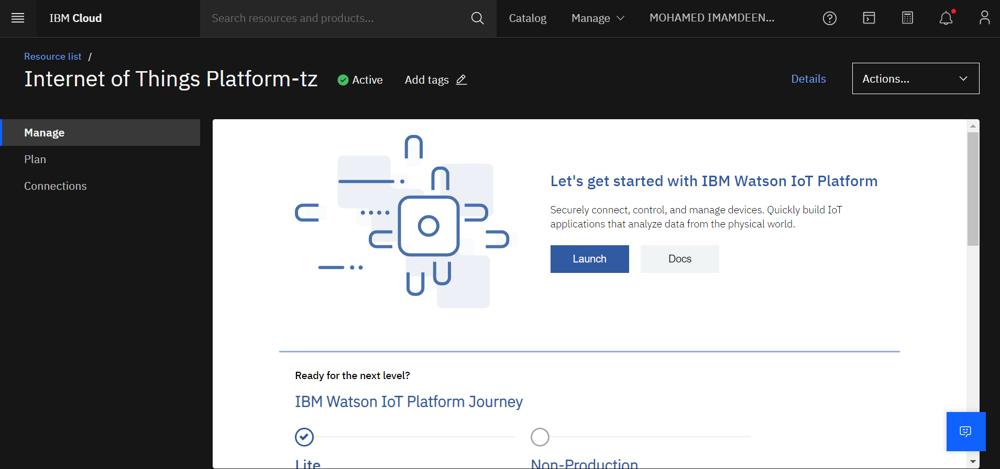 IBM Cloud
Search resources and products...
Catalog
Manage
MOHAMED IMAMDEEN...
Resource list /
Internet of Things Platform-tz
Active
Add tags
Details
Actions...
Manage
Plan
Connections
Let's get started with IBM Watson IoT Platform
Securely connect, control, and manage devices. Quickly build IoT
applications that analyze data from the physical world.
Launch
Docs
Ready for the next level?
IBM Watson IoT Platform Journey
Lite
Non-Production